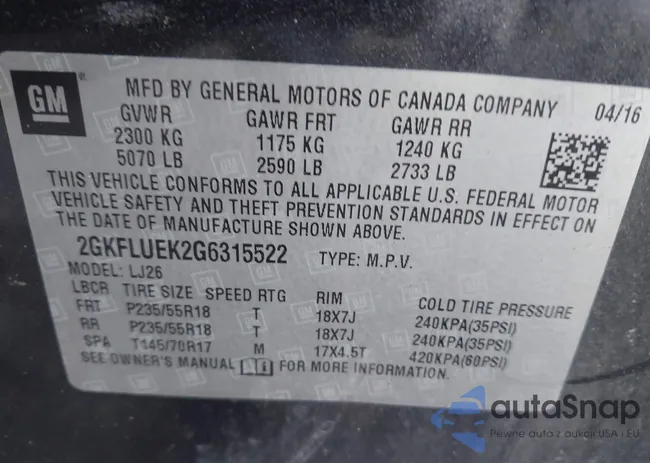 GM
MFD BY GENERAL MOTORS OF CANADA COMPANY 04/16
GVWR GAWR FRT GAWR RR
2300 KG 1175 KG 1240 KG
5070 LB 2590 LB 2733 LB
THIS VEHICLE CONFORMS TO ALL APPLICABLE U.S. FEDERAL MOTOR
VEHICLE SAFETY AND THEFT PREVENTION STANDARDS IN EFFECT ON
THE DATE OF MANUFACTURE SHOWN ABOVE.
2GKFLUEK2G6315522 TYPE: M.P.V.
MODEL: LJ26
LBCR TIRE SIZE SPEED RTG RIM COLD TIRE PRESSURE
FRT P235/55R18 T 18X7J 240KPA(35PSI)
RR P235/55R18 T 18X7J 240KPA(35PSI)
SPA T145/70R17 M 17X4.5T 420KPA(60PSI)
SEE OWNER'S MANUAL FOR MORE INFORMATION.
autaSnap
Pewne auta z aukcji USA i EU